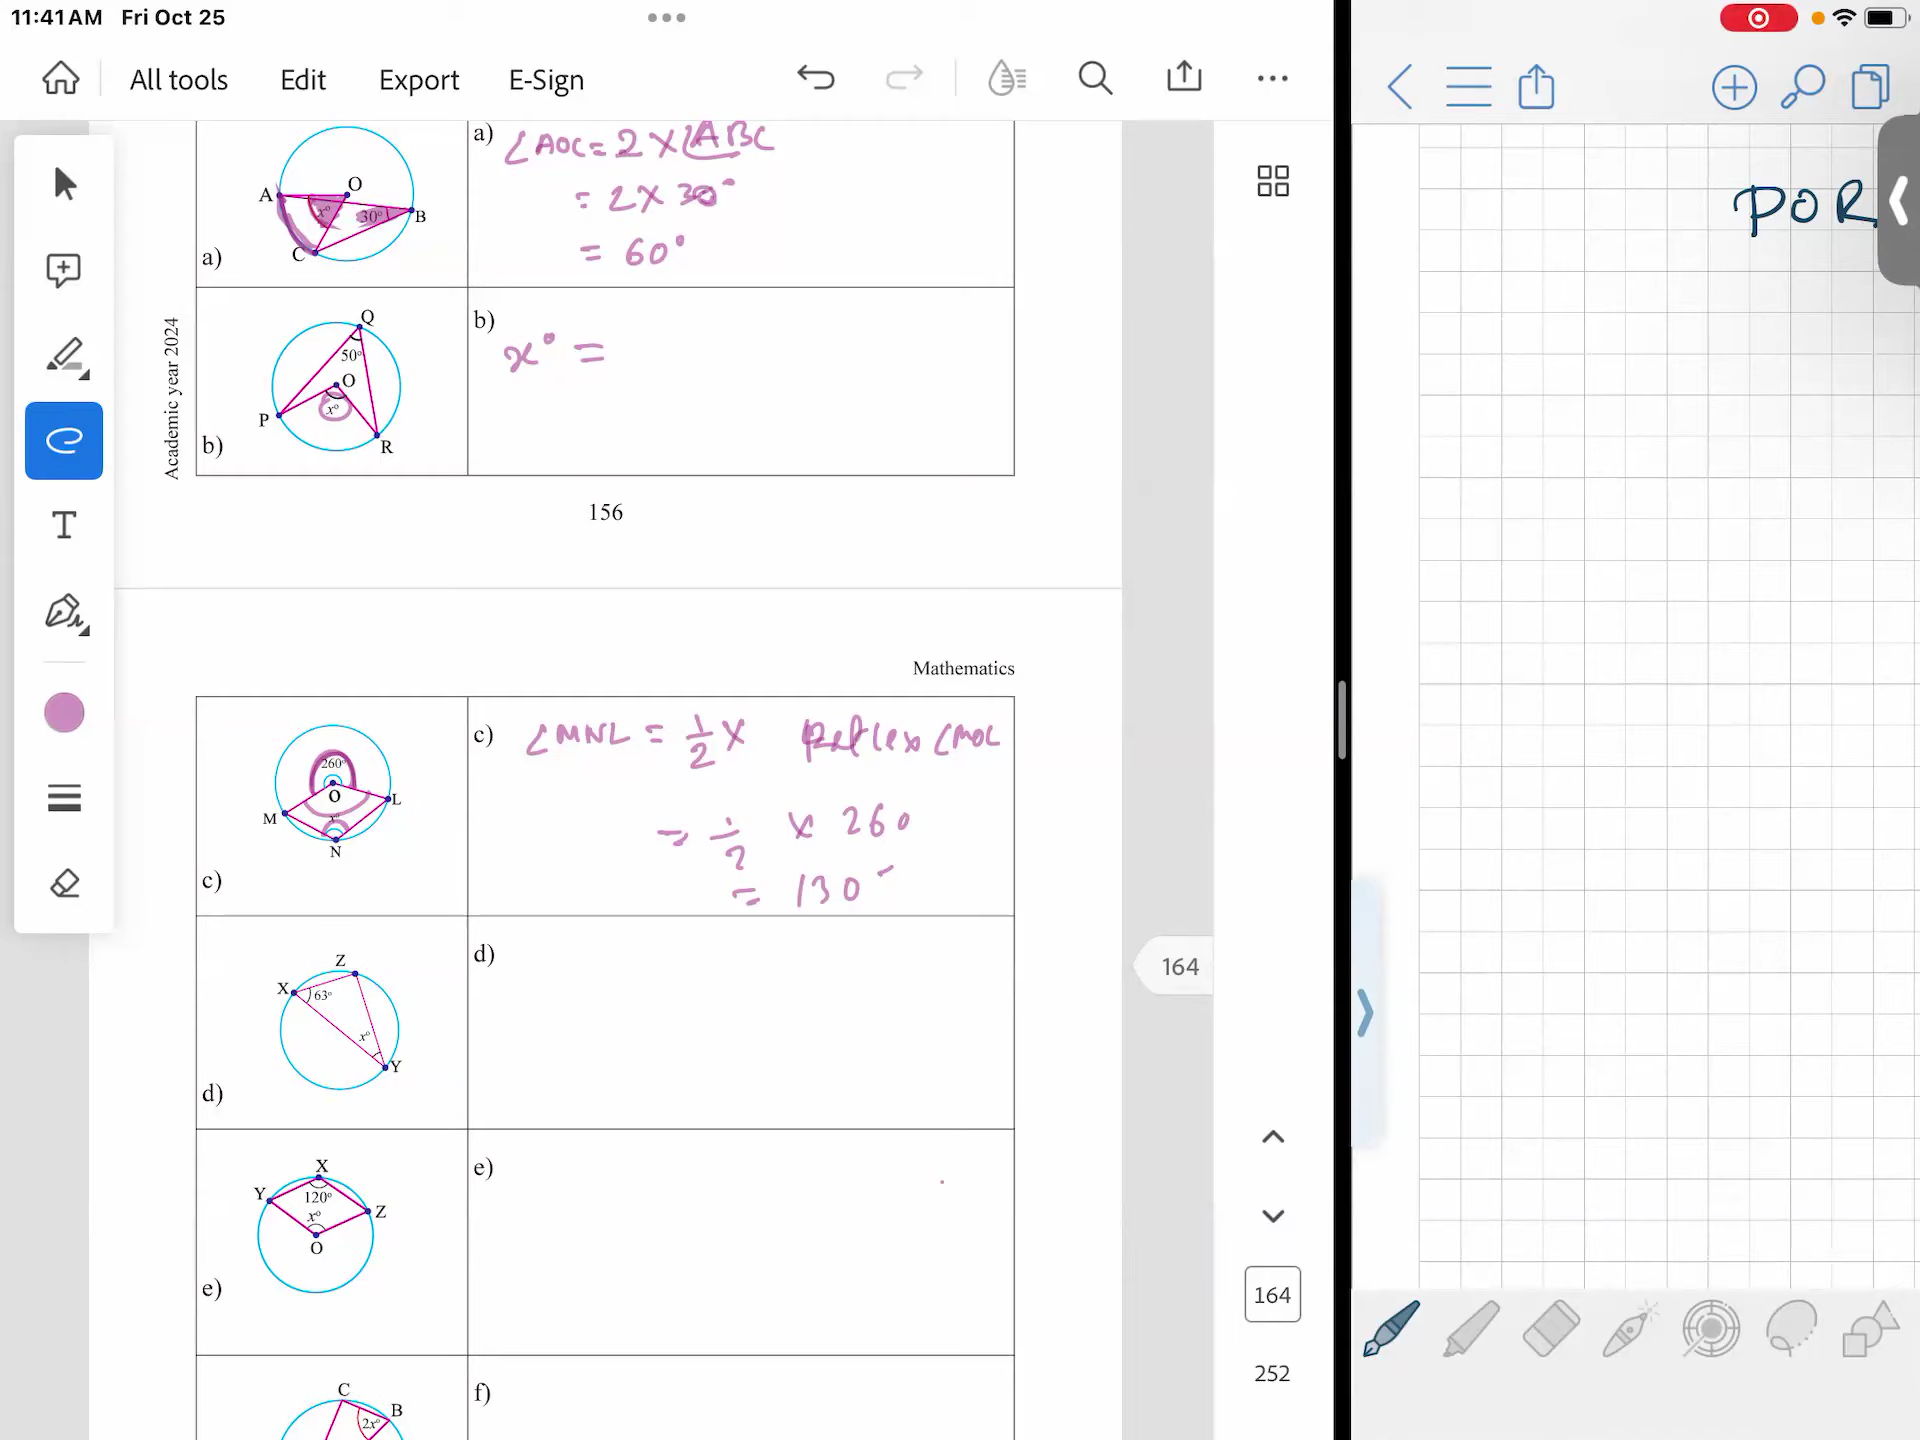 11:41 AM Fri Oct 25
All tools Edit Export E-Sign
Academic year 2024
A O x° 30° B C
a)
a) ∠AOC = 2 X ∠ABC
= 2 X 30°
= 60°
Q 50° O x° P R
b)
b)
x° =
156
Mathematics
260° O M L x° N
c)
c) ∠MNL = 1/2 X Reflex ∠MOL
= 1/2 X 260
= 130°
Z X 63° x° Y
d)
d)
X Y 120° x° Z O
e)
e)
C B 2x°
f)
164
164
252
T
POR